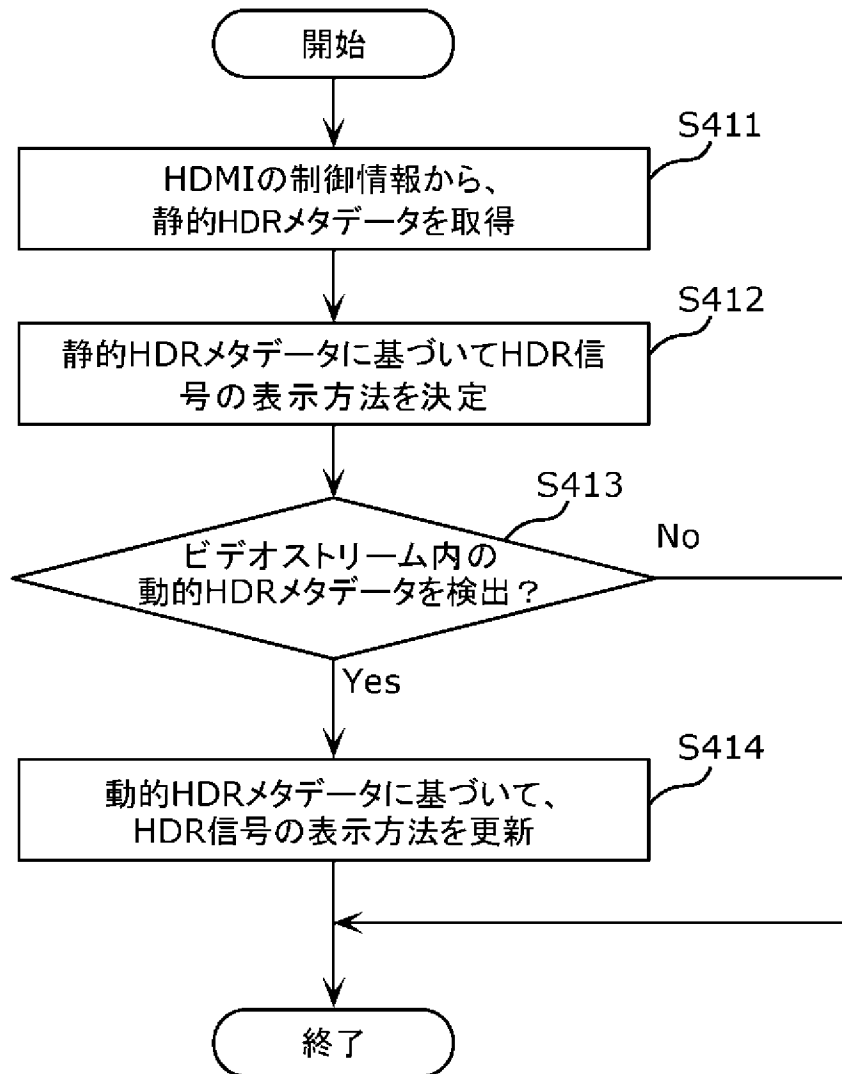 開始
S411
HDMIの制御情報から、
静的HDRメタデータを取得
S412
静的HDRメタデータに基づいてHDR信
号の表示方法を決定
S413
ビデオストリーム内の
動的HDRメタデータを検出？
No
Yes
S414
動的HDRメタデータに基づいて、
HDR信号の表示方法を更新
終了